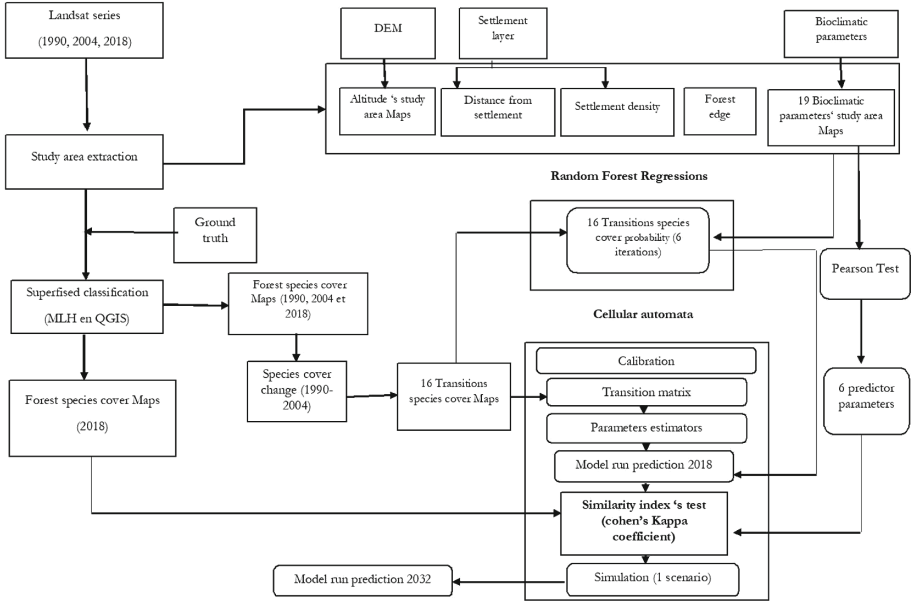 Landsat series
(1990, 2004, 2018)
DEM
Settlement
layer
Bioclimatic
parameters
Altitude ‘s study
area Maps
Distance from
settlement
Settlement density
Forest
edge
19 Bioclimatic
parameters‘ study area
Maps
Study area extraction
Random Forest Regressions
Ground
truth
16 Transitions species
cover probability (6
iterations)
Pearson Test
Superfised classification
(MLH en QGIS)
Forest species cover
Maps (1990, 2004 et
2018)
Cellular automata
Calibration
Species cover
change (1990-
2004)
16 Transitions
species cover Maps
Transition matrix
6 predictor
parameters
Forest species cover Maps
(2018)
Parameters estimators
Model run prediction 2018
Similarity index ‘s test
(cohen’s Kappa
coefficient)
Model run prediction 2032
Simulation (1 scenario)